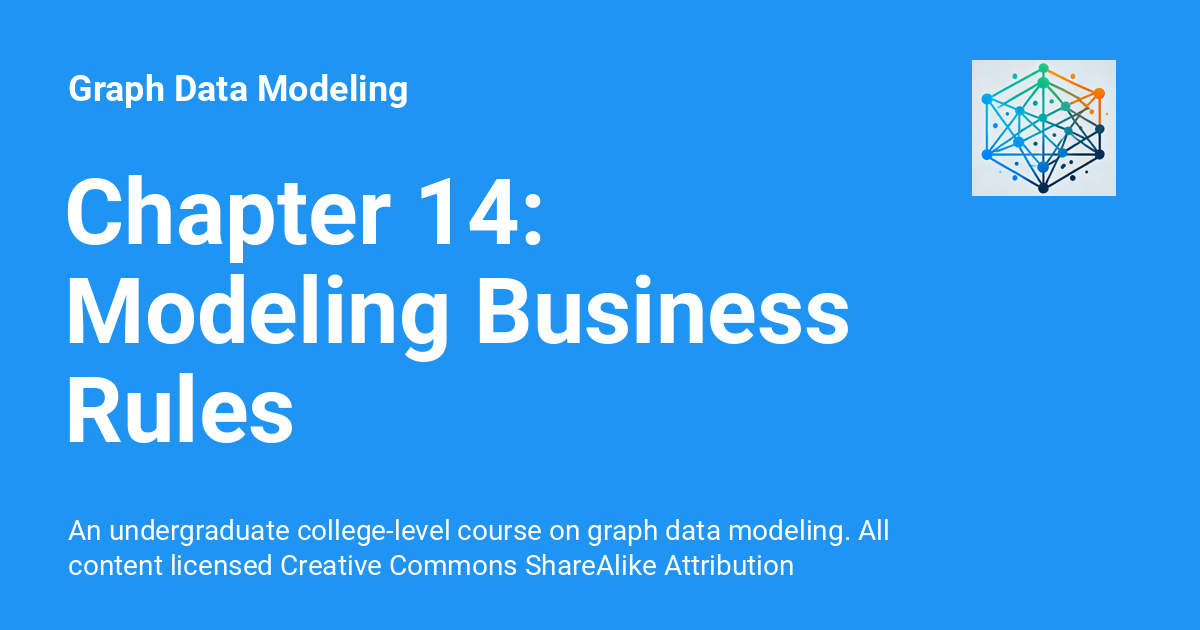 Graph Data Modeling
Chapter 14:
Modeling Business
Rules
An undergraduate college-level course on graph data modeling. All
content licensed Creative Commons ShareAlike Attribution